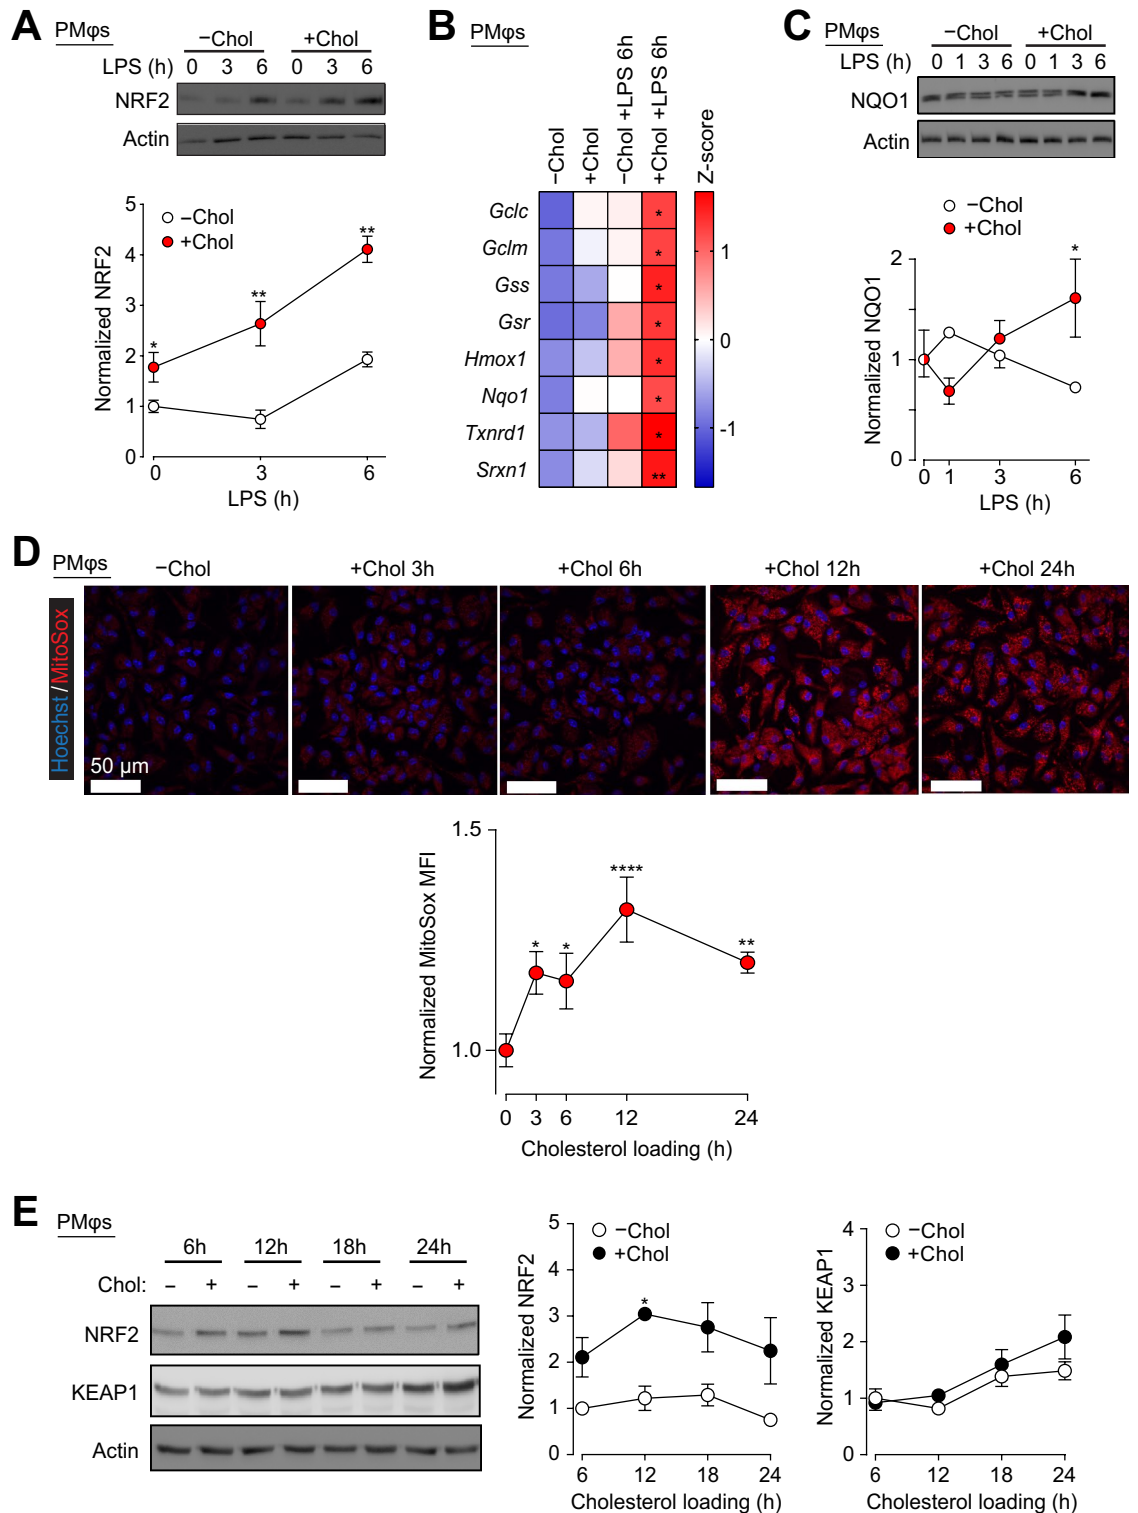 A
PMφs
−Chol +Chol
LPS (h) 0 3 6 0 3 6
NRF2
Actin
5
4
3
2
1
0
Normalized NRF2
−Chol
+Chol
*
**
**
0 3 6
LPS (h)
B
PMφs
−Chol
+Chol
−Chol +LPS 6h
+Chol +LPS 6h
Z-score
Gclc *
Gclm *
Gss *
Gsr *
Hmox1 *
Nqo1 *
Txnrd1 *
Srxn1 **
1
0
-1
C
PMφs
−Chol +Chol
LPS (h) 0 1 3 6 0 1 3 6
NQO1
Actin
−Chol
+Chol
2
1
0
Normalized NQO1
*
0 1 3 6
LPS (h)
D
PMφs
−Chol +Chol 3h +Chol 6h +Chol 12h +Chol 24h
Hoechst/MitoSox
50 µm
1.5
1.0
Normalized MitoSox MFI
*
*
****
**
0 3 6 12 24
Cholesterol loading (h)
E
PMφs
6h 12h 18h 24h
Chol: − + − + − + − +
NRF2
KEAP1
Actin
5
4
3
2
1
0
Normalized NRF2
−Chol
+Chol
*
6 12 18 24
Cholesterol loading (h)
4
3
2
1
0
Normalized KEAP1
−Chol
+Chol
6 12 18 24
Cholesterol loading (h)